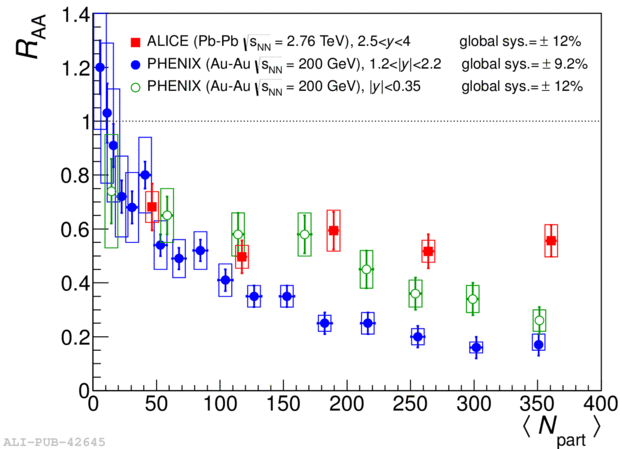 R_AA
1.4
ALICE (Pb-Pb √s_NN = 2.76 TeV), 2.5<y<4 global sys.= ± 12%
PHENIX (Au-Au √s_NN = 200 GeV), 1.2<|y|<2.2 global sys.= ± 9.2%
PHENIX (Au-Au √s_NN = 200 GeV), |y|<0.35 global sys.= ± 12%
1.2
1
0.8
0.6
0.4
0.2
0
0 50 100 150 200 250 300 350 400
⟨ N_part ⟩
ALI-PUB-42645